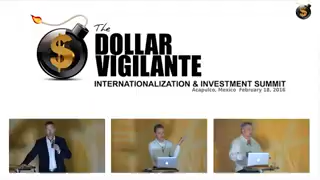 The
DOLLAR
VIGILANTE
INTERNATIONALIZATION & INVESTMENT SUMMIT
Acapulco, Mexico February 18, 2016